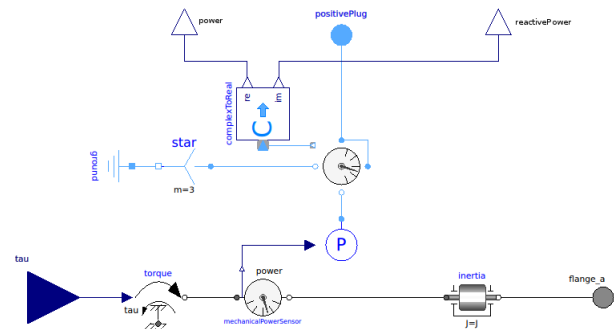 power
positivePlug
reactivePower
re
im
complexToReal
C
star
ground
m=3
P
tau
torque
power
inertia
flange_a
tau
mechanicalPowerSensor
J=J